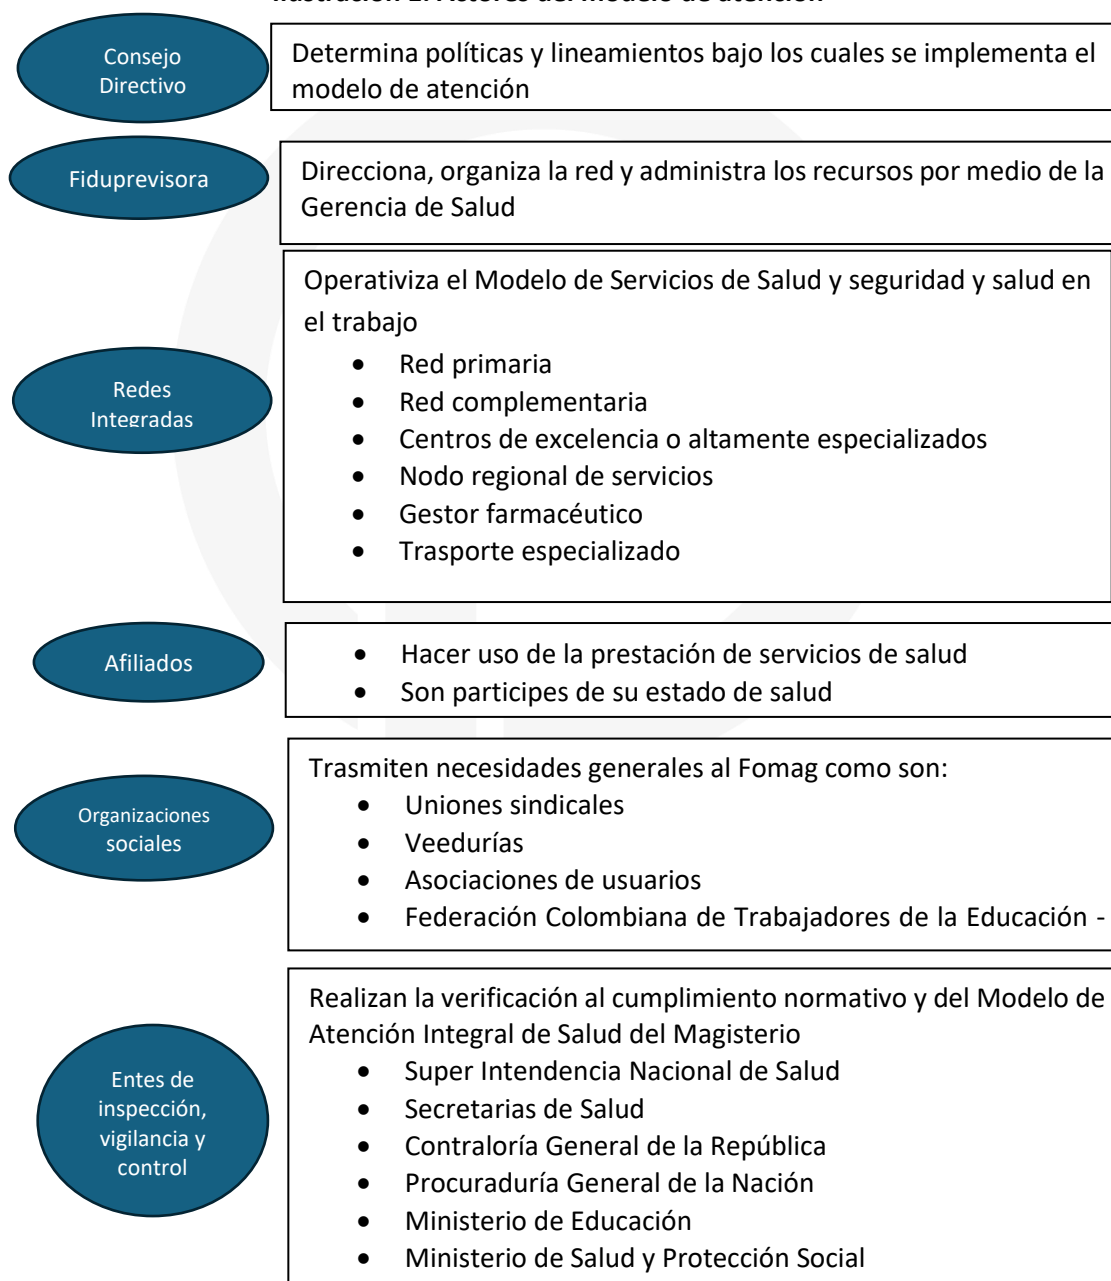 Consejo
Directivo
Determina políticas y lineamientos bajo los cuales se implementa el
modelo de atención
Fiduprevisora
Direcciona, organiza la red y administra los recursos por medio de la
Gerencia de Salud
Redes
Integradas
Operativiza el Modelo de Servicios de Salud y seguridad y salud en
el trabajo
• Red primaria
• Red complementaria
• Centros de excelencia o altamente especializados
• Nodo regional de servicios
• Gestor farmacéutico
• Trasporte especializado
Afiliados
• Hacer uso de la prestación de servicios de salud
• Son participes de su estado de salud
Organizaciones
sociales
Trasmiten necesidades generales al Fomag como son:
• Uniones sindicales
• Veedurías
• Asociaciones de usuarios
• Federación Colombiana de Trabajadores de la Educación -
Entes de
inspección,
vigilancia y
control
Realizan la verificación al cumplimiento normativo y del Modelo de
Atención Integral de Salud del Magisterio
• Super Intendencia Nacional de Salud
• Secretarias de Salud
• Contraloría General de la República
• Procuraduría General de la Nación
• Ministerio de Educación
• Ministerio de Salud y Protección Social